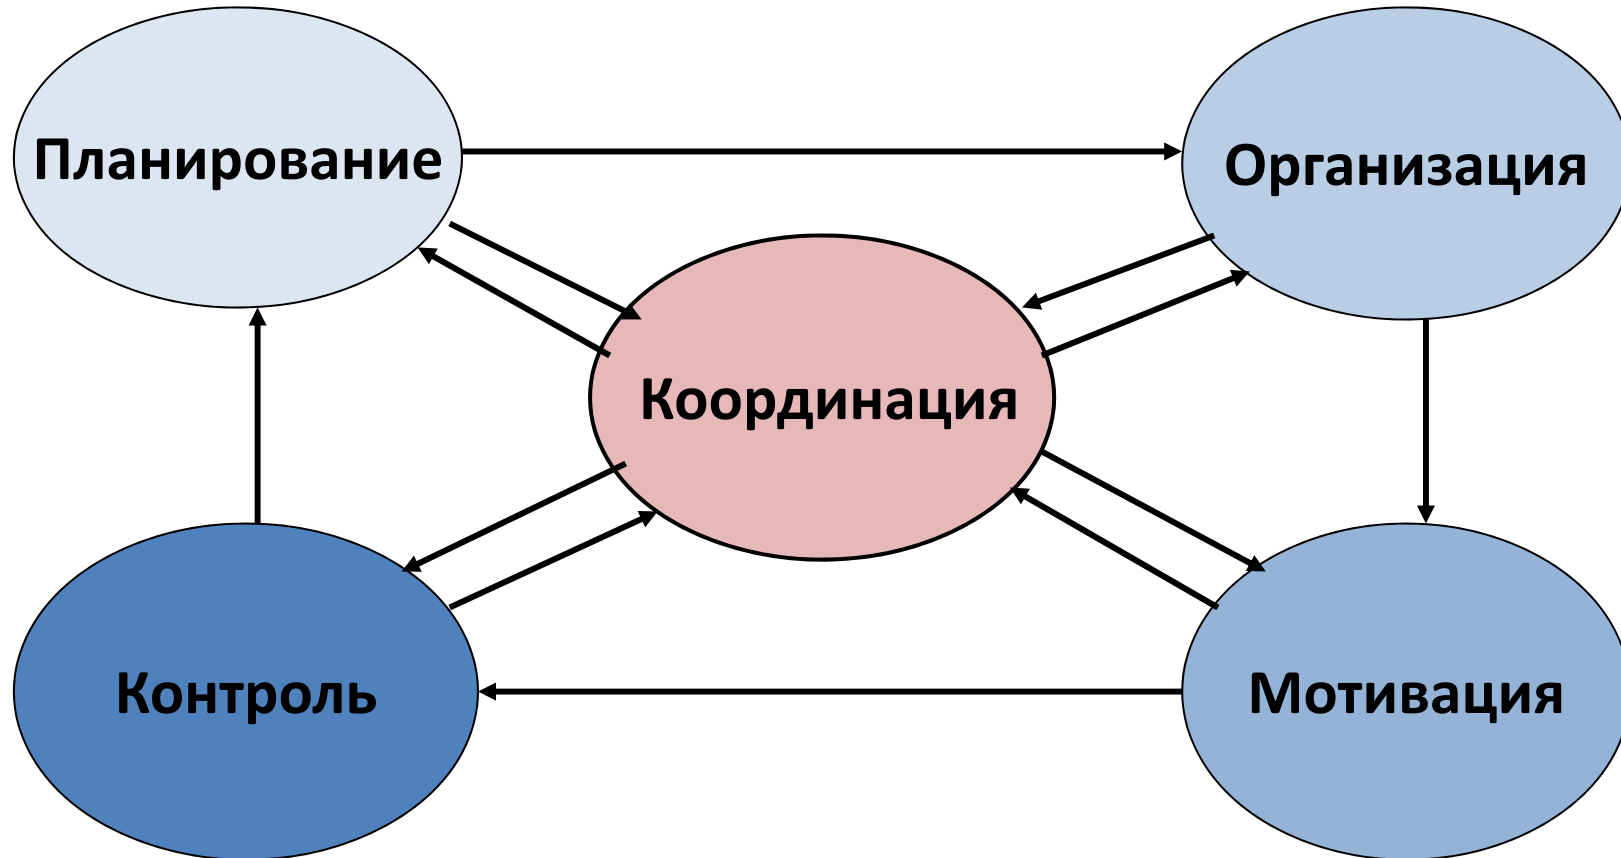 Планирование
Организация
Координация
Контроль
Мотивация